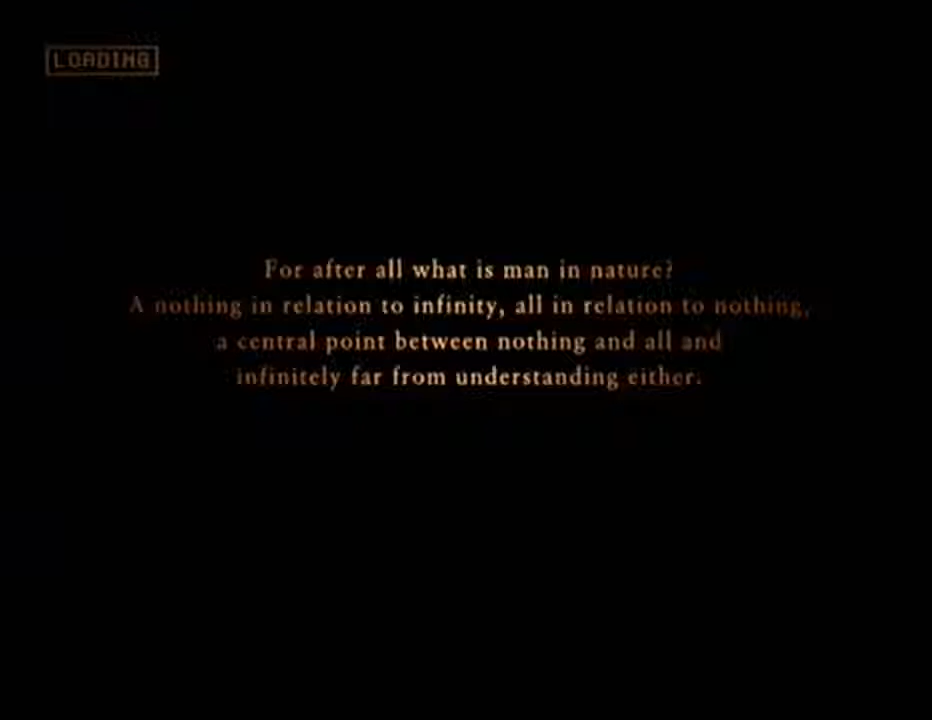 LOADING
For after all what is man in nature?
A nothing in relation to infinity, all in relation to nothing,
a central point between nothing and all and
infinitely far from understanding either.